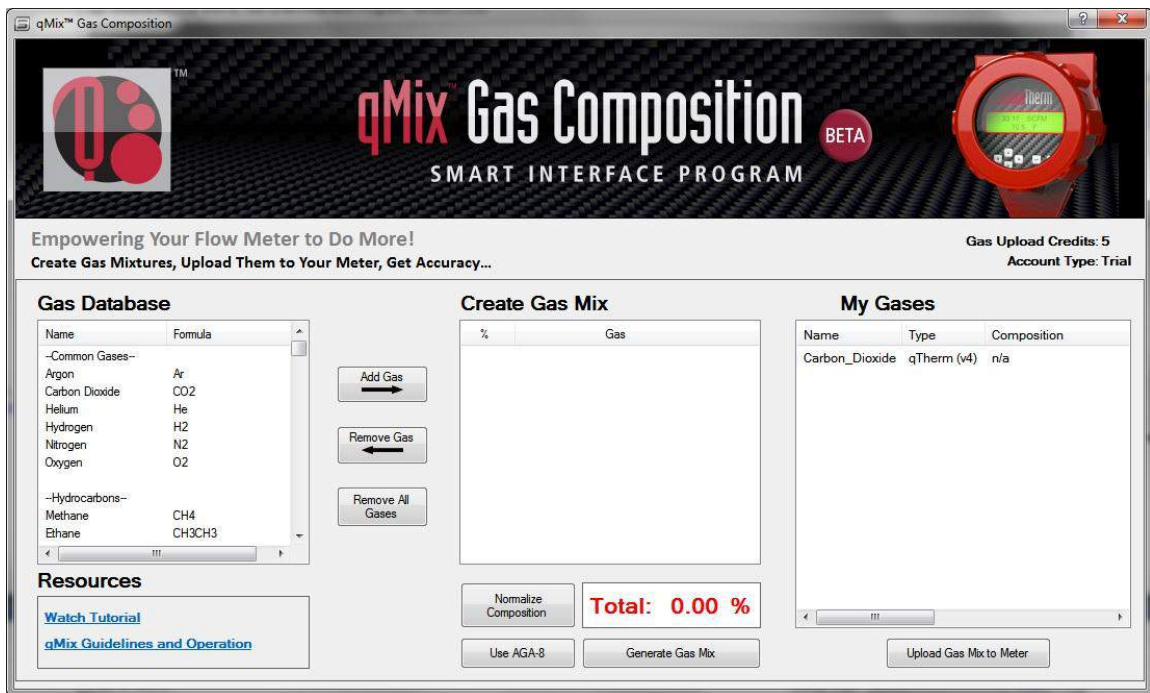 qMix™ Gas Composition
TM
qMix™ Gas Composition
BETA
SMART INTERFACE PROGRAM
Therm
Empowering Your Flow Meter to Do More!
Create Gas Mixtures, Upload Them to Your Meter, Get Accuracy...
Gas Upload Credits: 5
Account Type: Trial
Gas Database
Name Formula
--Common Gases--
Argon Ar
Carbon Dioxide CO2
Helium He
Hydrogen H2
Nitrogen N2
Oxygen O2
--Hydrocarbons--
Methane CH4
Ethane CH3CH3
Add Gas
Remove Gas
Remove All
Gases
Create Gas Mix
% Gas
Normalize
Composition
Total: 0.00 %
Use AGA-8
Generate Gas Mix
My Gases
Name Type Composition
Carbon_Dioxide qTherm (v4) n/a
Upload Gas Mix to Meter
Resources
Watch Tutorial
qMix Guidelines and Operation